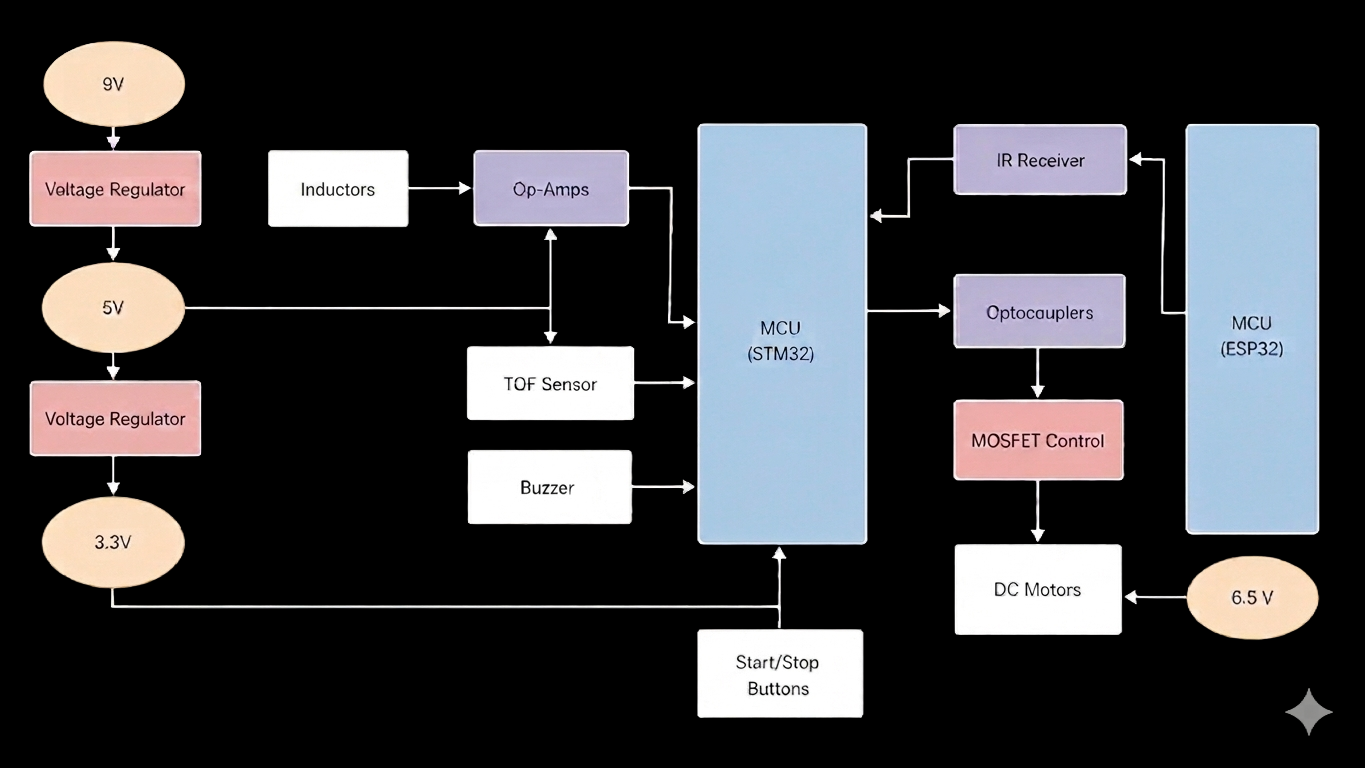 9V
Voltage Regulator
5V
Voltage Regulator
3.3V
Inductors
Op-Amps
TOF Sensor
Buzzer
MCU
(STM32)
Start/Stop
Buttons
IR Receiver
Optocouplers
MOSFET Control
DC Motors
MCU
(ESP32)
6.5 V